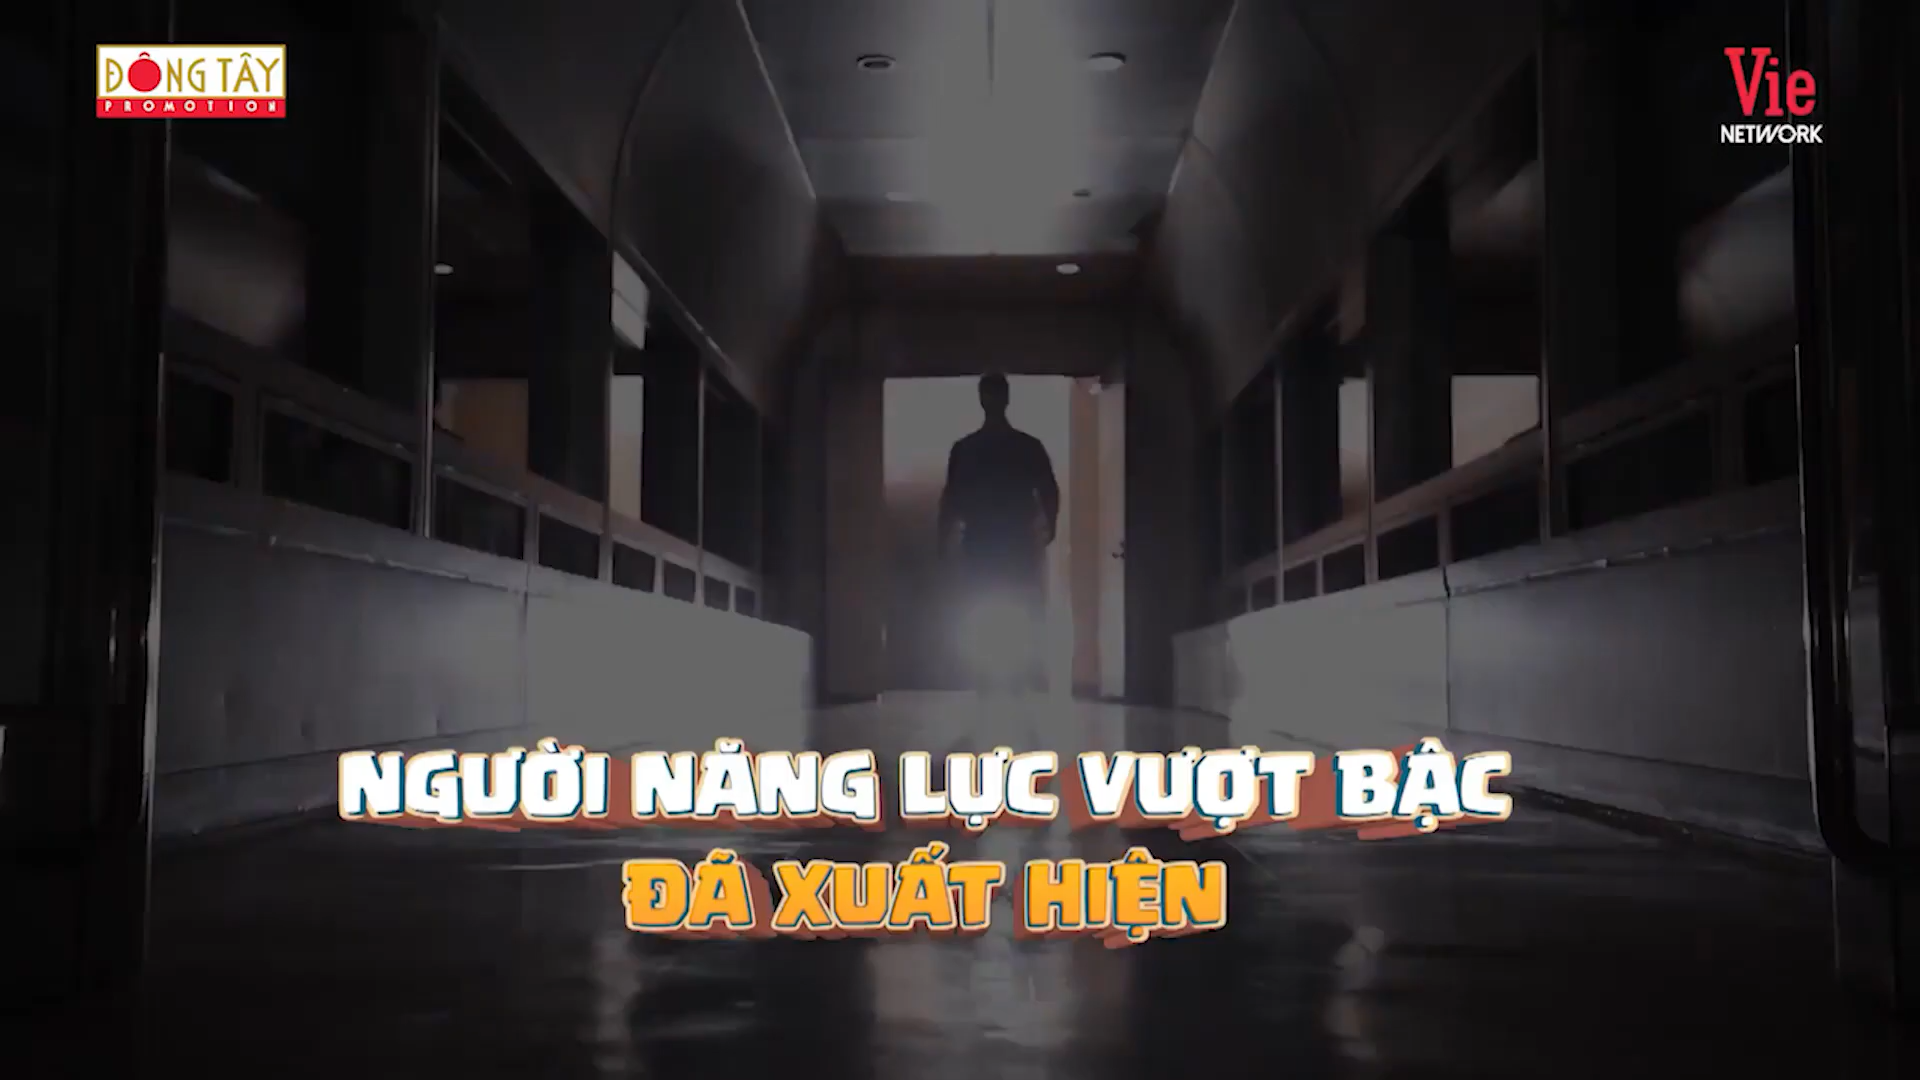 ĐÔNG TÂY
PROMOTION
Vie
NETWORK
NGƯỜI NĂNG LỰC VƯỢT BẬC
ĐÃ XUẤT HIỆN